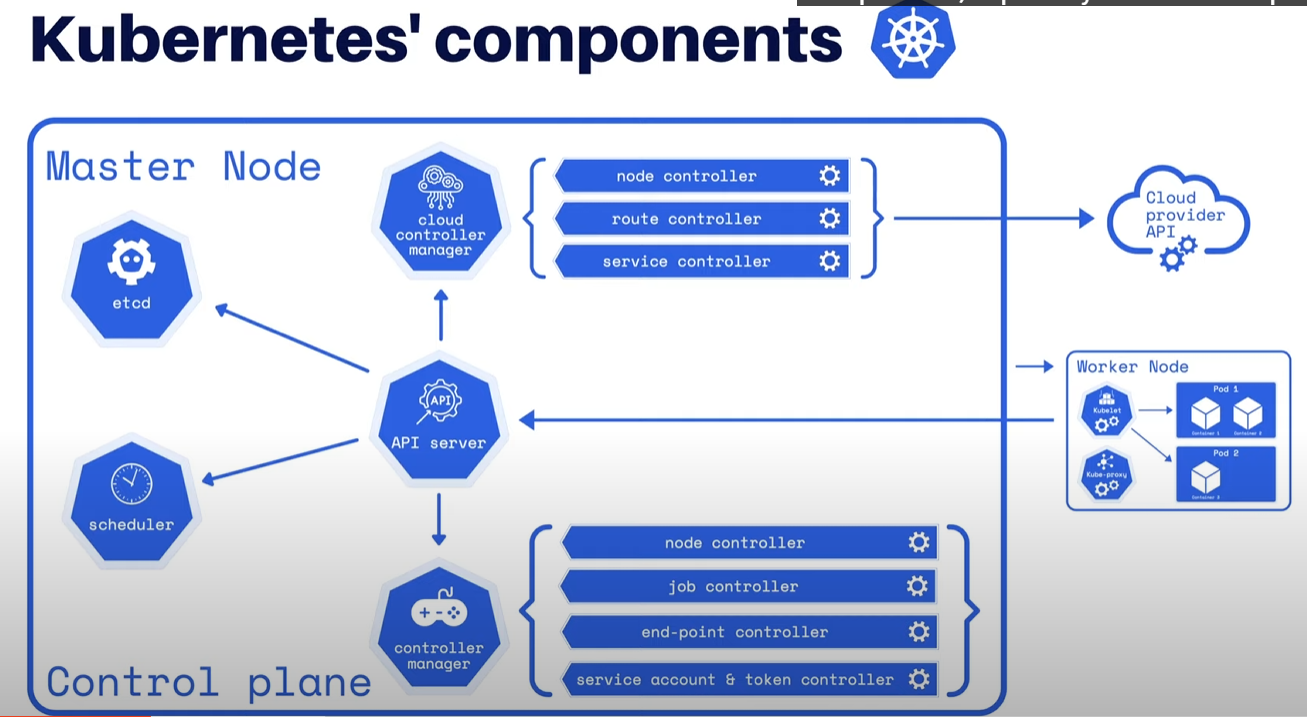 Kubernetes' components
Master Node
cloud
controller
manager
node controller
route controller
service controller
Cloud
provider
API
etcd
API
API server
scheduler
Worker Node
Kubelet
Kube-proxy
Pod 1
Container 1
Container 2
Pod 2
Container 3
controller
manager
node controller
job controller
end-point controller
service account & token controller
Control plane